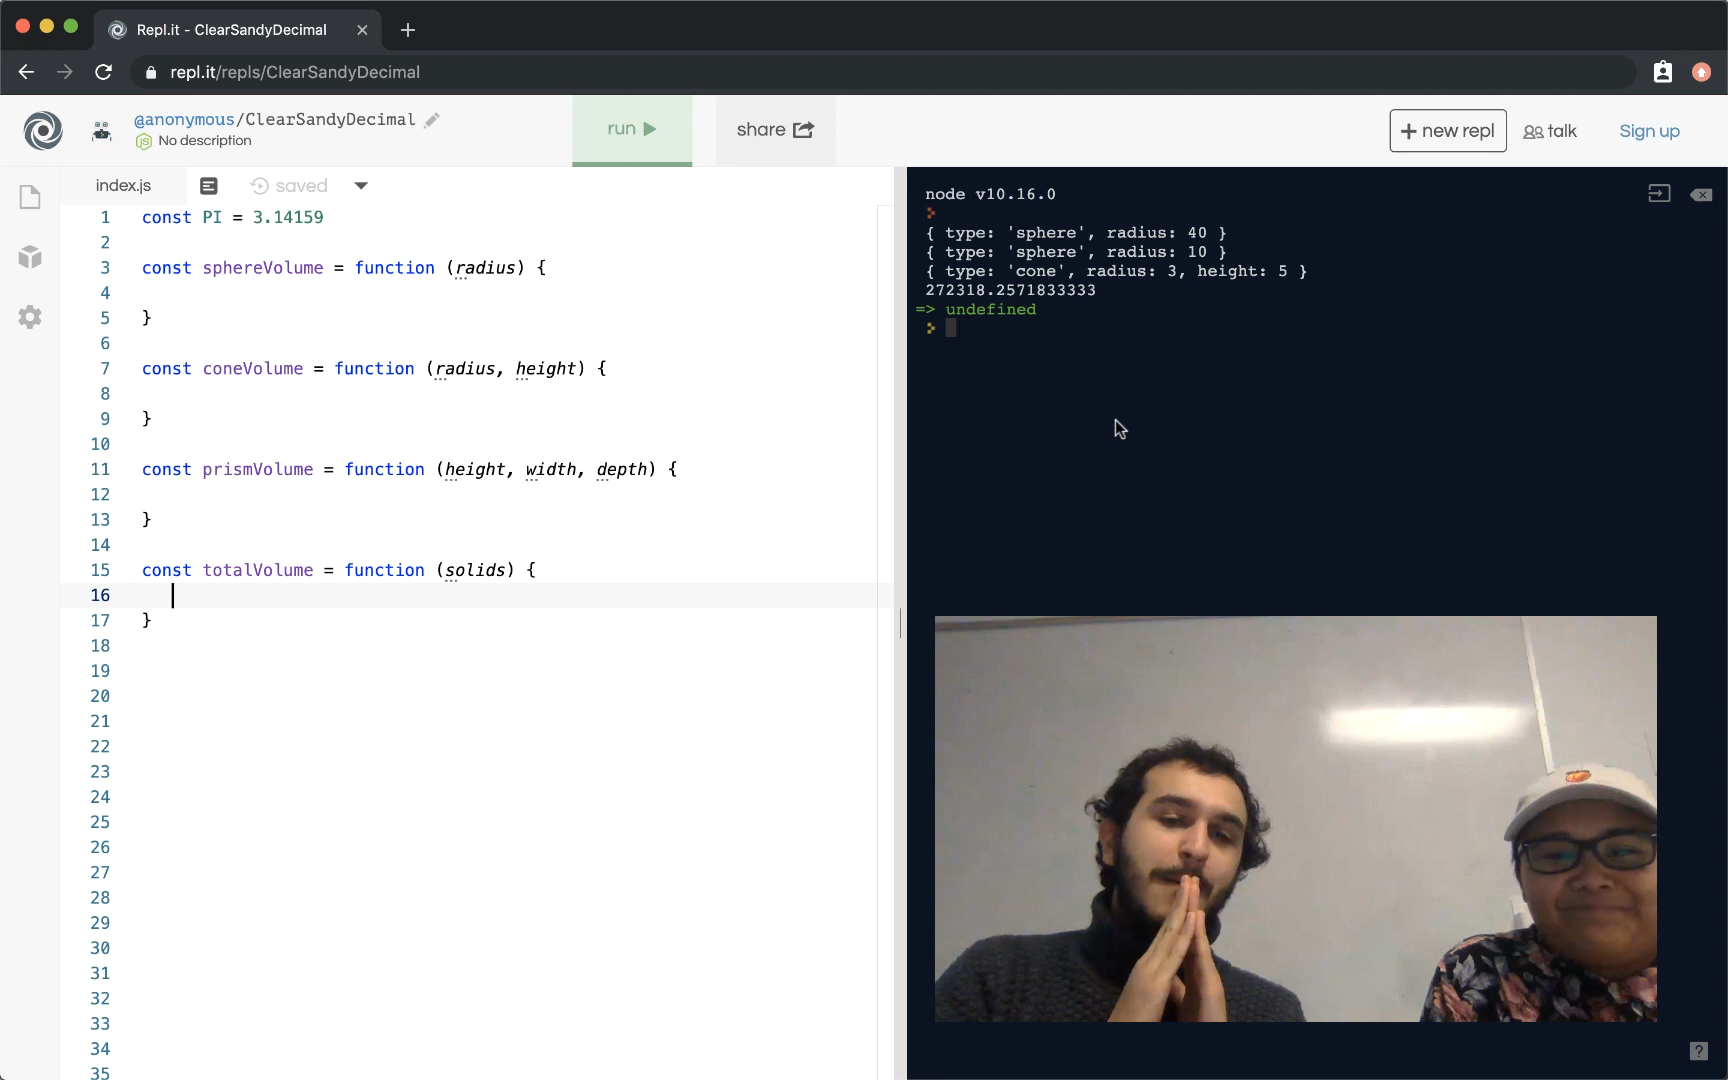 Repl.it - ClearSandyDecimal
repl.it/repls/ClearSandyDecimal
@anonymous/ClearSandyDecimal
No description
run
share
+ new repl
talk
Sign up
index.js
saved
1 const PI = 3.14159
2
3 const sphereVolume = function (radius) {
4
5 }
6
7 const coneVolume = function (radius, height) {
8
9 }
10
11 const prismVolume = function (height, width, depth) {
12
13 }
14
15 const totalVolume = function (solids) {
16
17 }
18
19
20
21
22
23
24
25
26
27
28
29
30
31
32
33
34
35
node v10.16.0
{ type: 'sphere', radius: 40 }
{ type: 'sphere', radius: 10 }
{ type: 'cone', radius: 3, height: 5 }
272318.2571833333
=> undefined
?